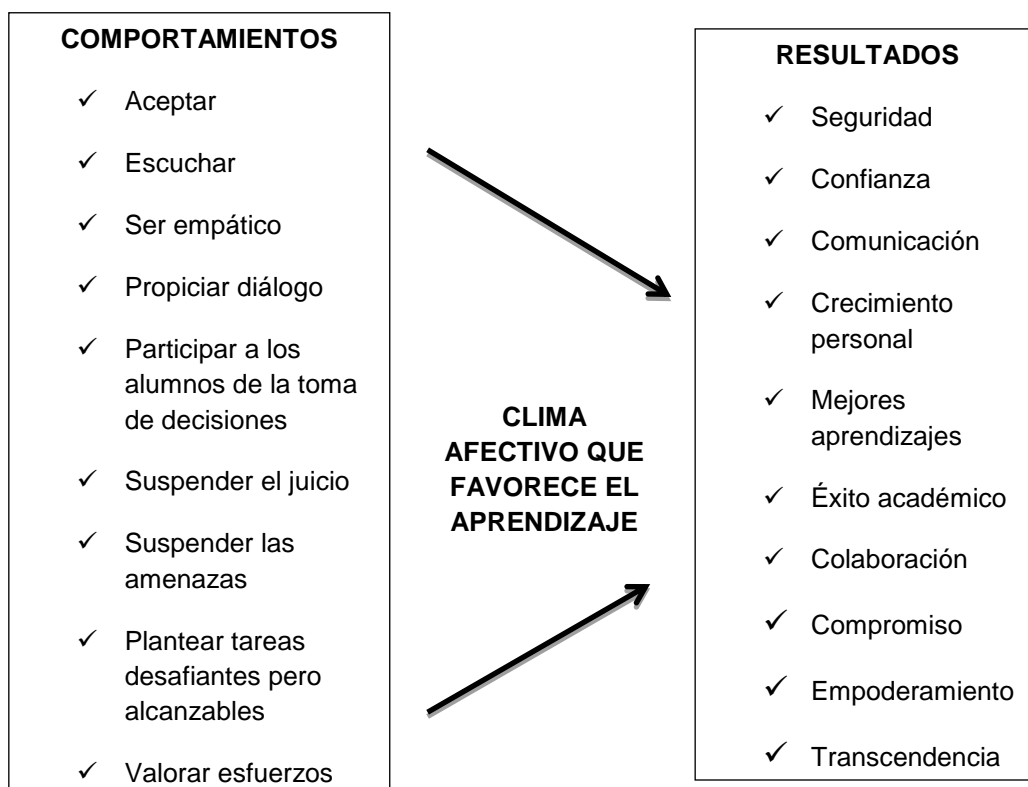 COMPORTAMIENTOS
✓ Aceptar
✓ Escuchar
✓ Ser empático
✓ Propiciar diálogo
✓ Participar a los
alumnos de la toma
de decisiones
✓ Suspender el juicio
✓ Suspender las
amenazas
✓ Plantear tareas
desafiantes pero
alcanzables
✓ Valorar esfuerzos
CLIMA
AFECTIVO QUE
FAVORECE EL
APRENDIZAJE
RESULTADOS
✓ Seguridad
✓ Confianza
✓ Comunicación
✓ Crecimiento
personal
✓ Mejores
aprendizajes
✓ Éxito académico
✓ Colaboración
✓ Compromiso
✓ Empoderamiento
✓ Transcendencia